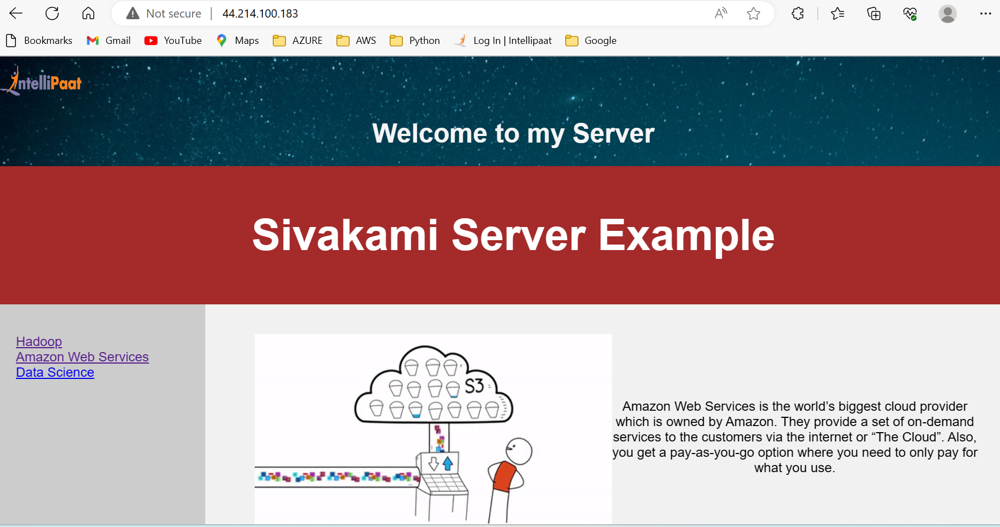 Not secure | 44.214.100.183
Bookmarks Gmail YouTube Maps AZURE AWS Python Log In | Intellipaat Google
IntelliPaat
Welcome to my Server
Sivakami Server Example
Hadoop
Amazon Web Services
Data Science
S3
Amazon Web Services is the world’s biggest cloud provider
which is owned by Amazon. They provide a set of on-demand
services to the customers via the internet or “The Cloud”. Also,
you get a pay-as-you-go option where you need to only pay for
what you use.